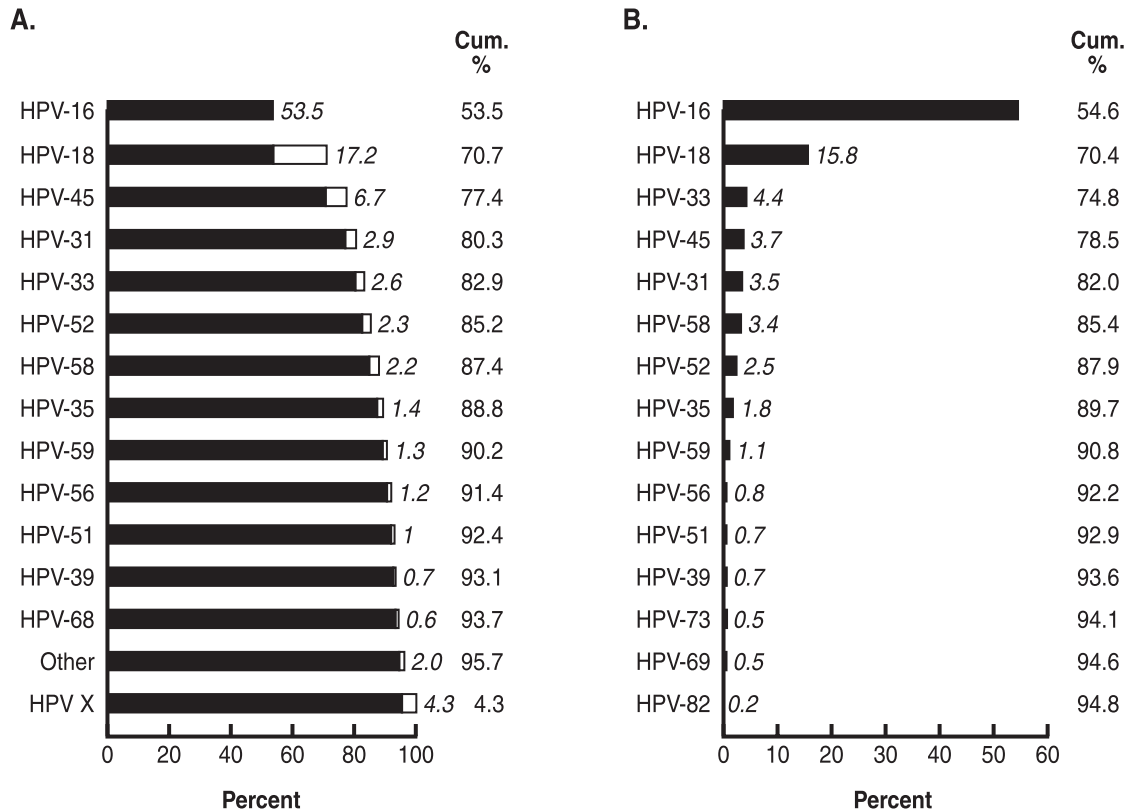 A.
Cum.
%
HPV-16 53.5 53.5
HPV-18 17.2 70.7
HPV-45 6.7 77.4
HPV-31 2.9 80.3
HPV-33 2.6 82.9
HPV-52 2.3 85.2
HPV-58 2.2 87.4
HPV-35 1.4 88.8
HPV-59 1.3 90.2
HPV-56 1.2 91.4
HPV-51 1 92.4
HPV-39 0.7 93.1
HPV-68 0.6 93.7
Other 2.0 95.7
HPV X 4.3 4.3
0 20 40 60 80 100
Percent
B.
Cum.
%
HPV-16 54.6
HPV-18 15.8 70.4
HPV-33 4.4 74.8
HPV-45 3.7 78.5
HPV-31 3.5 82.0
HPV-58 3.4 85.4
HPV-52 2.5 87.9
HPV-35 1.8 89.7
HPV-59 1.1 90.8
HPV-56 0.8 92.2
HPV-51 0.7 92.9
HPV-39 0.7 93.6
HPV-73 0.5 94.1
HPV-69 0.5 94.6
HPV-82 0.2 94.8
0 10 20 30 40 50 60
Percent